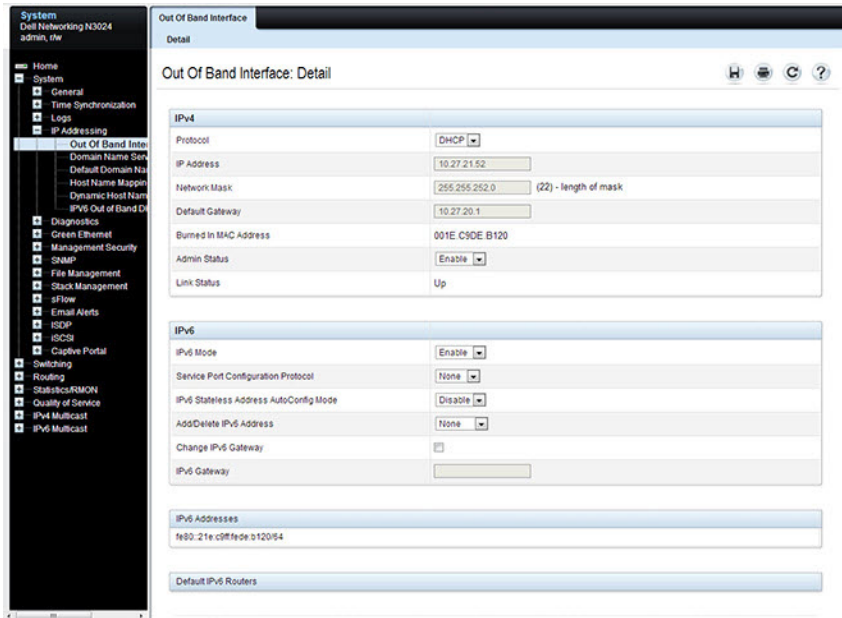 System
Dell Networking N3024
admin, r/w
Home
System
General
Time Synchronization
Logs
IP Addressing
Out Of Band Inte
Domain Name Serv
Default Domain Na
Host Name Mappin
Dynamic Host Nam
IPV6 Out of Band D
Diagnostics
Green Ethernet
Management Security
SNMP
File Management
Stack Management
sFlow
Email Alerts
ISDP
iSCSI
Captive Portal
Switching
Routing
Statistics/RMON
Quality of Service
IPv4 Multicast
IPv6 Multicast
Out Of Band Interface
Detail
Out Of Band Interface: Detail
IPv4
Protocol DHCP
IP Address 10.27.21.52
Network Mask 255.255.252.0 (22) - length of mask
Default Gateway 10.27.20.1
Burned In MAC Address 001E.C9DE.B120
Admin Status Enable
Link Status Up
IPv6
IPv6 Mode Enable
Service Port Configuration Protocol None
IPv6 Stateless Address AutoConfig Mode Disable
Add/Delete IPv6 Address None
Change IPv6 Gateway
IPv6 Gateway
IPv6 Addresses
fe80::21e:c9ff:fede:b120/64
Default IPv6 Routers